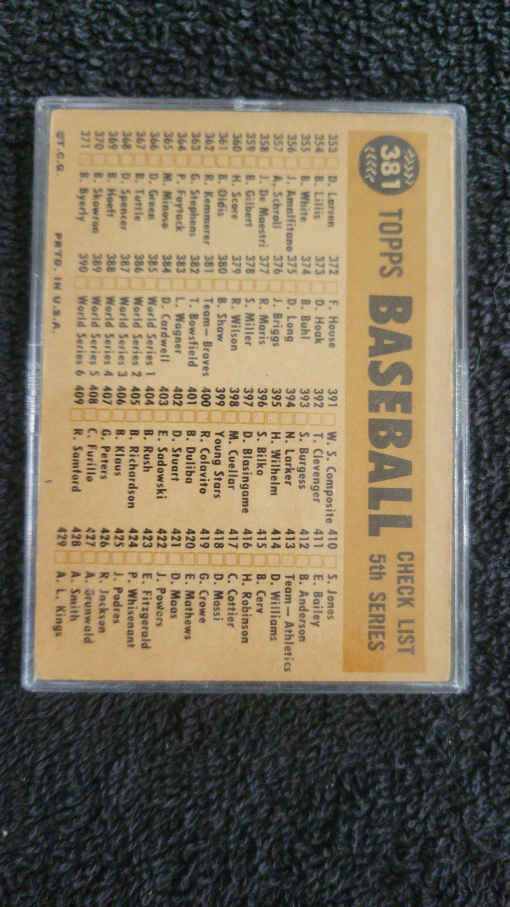 381 TOPPS BASEBALL CHECK LIST
5th SERIES
353 D. Larsen
354 B. Lillis
355 B. White
356 J. Amalfitano
357 A. Schroll
358 J. De Maestri
359 B. Gilbert
360 H. Score
361 B. Oldis
362 R. Kemmerer
363 G. Stephens
364 P. Foytack
365 M. Minoso
366 D. Green
367 B. Tuttle
368 D. Spencer
369 B. Hoeft
370 B. Skowron
371 B. Byerly
372 F. House
373 D. Hoak
374 B. Buhl
375 D. Long
376 J. Briggs
377 R. Maris
378 S. Miller
379 R. Wilson
380 B. Shaw
381 Team—Braves
382 T. Bowsfield
383 L. Wagner
384 D. Cardwell
385 World Series 1
386 World Series 2
387 World Series 3
388 World Series 4
389 World Series 5
390 World Series 6
391 W. S. Composite
392 T. Clevenger
393 S. Burgess
394 N. Larker
395 H. Wilhelm
396 S. Bilko
397 D. Blasingame
398 M. Cuellar
399 Young Stars
400 R. Colavito
401 B. Duliba
402 D. Stuart
403 E. Sadowski
404 B. Rush
405 B. Richardson
406 B. Klaus
407 G. Peters
408 C. Furillo
409 R. Samford
410 S. Jones
411 E. Bailey
412 B. Anderson
413 Team—Athletics
414 D. Williams
415 B. Cerv
416 H. Robinson
417 C. Cottier
418 D. Mossi
419 G. Crowe
420 E. Mathews
421 D. Maas
422 J. Powers
423 E. Fitzgerald
424 P. Whisenant
425 J. Podres
426 R. Jackson
427 A. Grunwald
428 A. Smith
429 A. L. Kings
©T.C.G. PRTD. IN U.S.A.